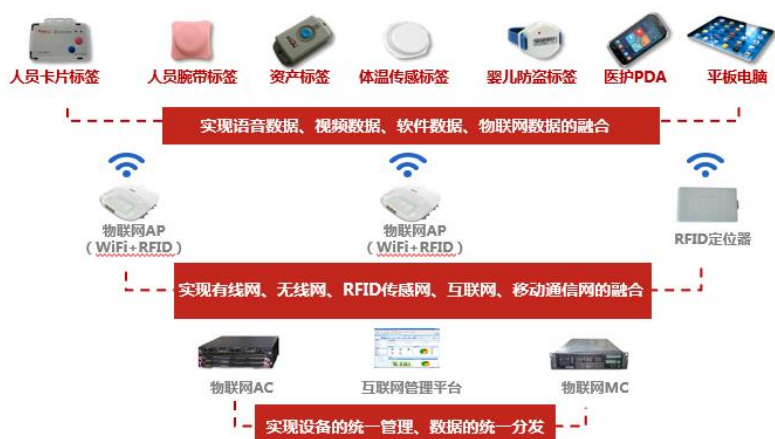 人员卡片标签
人员腕带标签
资产标签
体温传感标签
婴儿防盗标签
医护PDA
平板电脑
实现语音数据、视频数据、软件数据、物联网数据的融合
物联网AP
（WiFi+RFID）
物联网AP
（WiFi+RFID）
RFID定位器
实现有线网、无线网、RFID传感网、互联网、移动通信网的融合
物联网AC
互联网管理平台
物联网MC
实现设备的统一管理、数据的统一分发